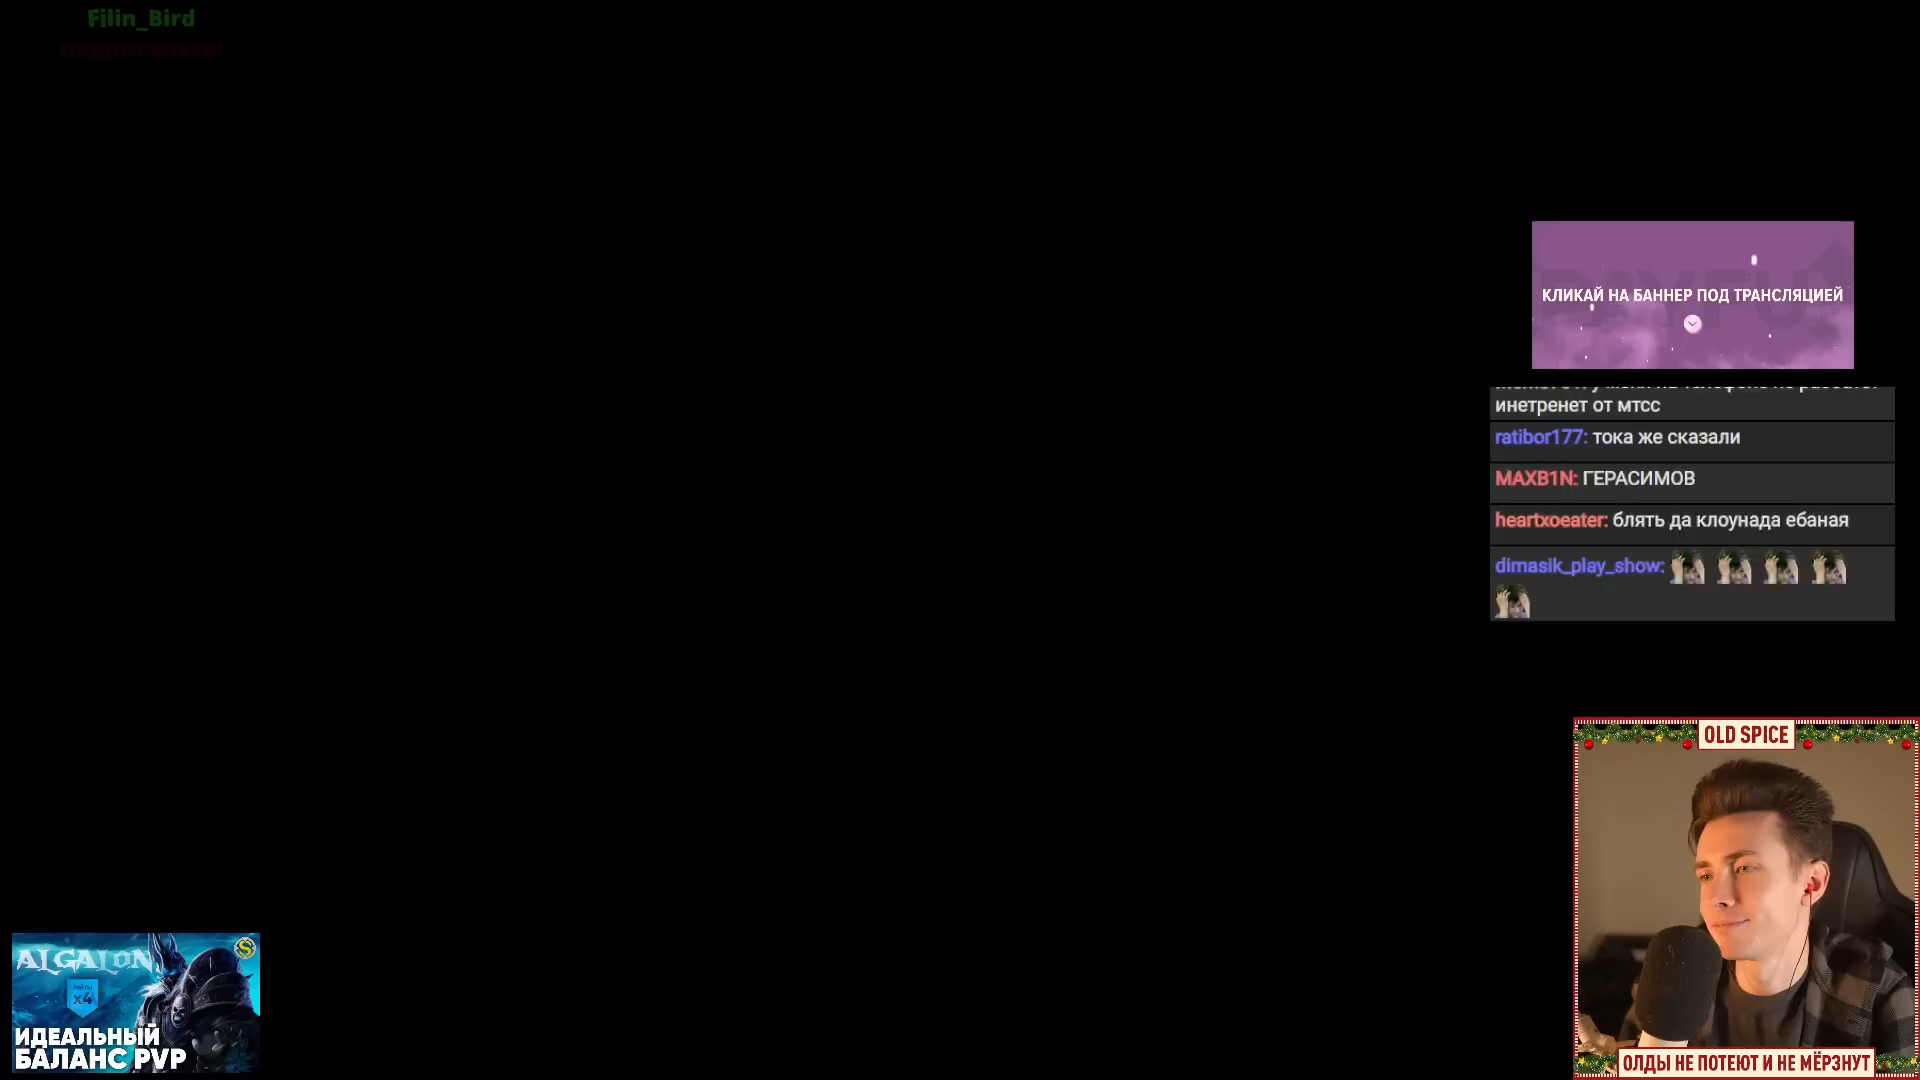 Filin_Bird
КЛИКАЙ НА БАННЕР ПОД ТРАНСЛЯЦИЕЙ
инетренет от мтсс
ratibor177: тока же сказали
MAXB1N: ГЕРАСИМОВ
heartxoeater: блять да клоунада ебаная
dimasik_play_show:
OLD SPICE
ALGALON
РЕЙТЫ
x4
ИДЕАЛЬНЫЙ
БАЛАНС PVP
ОЛДЫ НЕ ПОТЕЮТ И НЕ МЁРЗНУТ